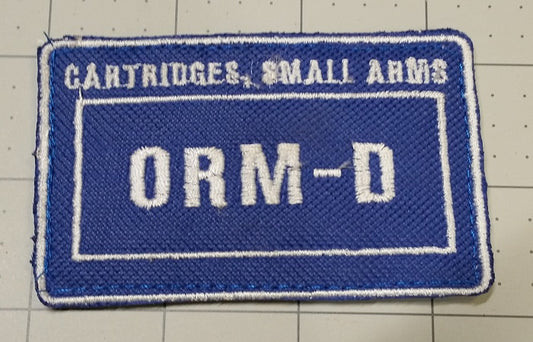 CARTRIDGES, SMALL ARMS
ORM-D